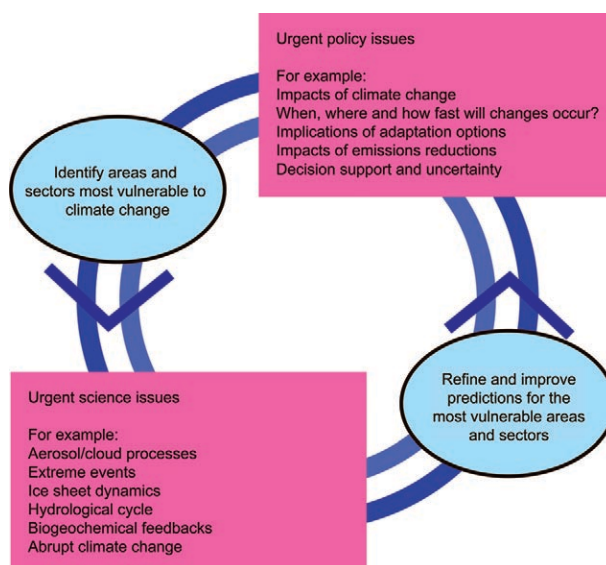 Urgent policy issues
For example:
Impacts of climate change
When, where and how fast will changes occur?
Implications of adaptation options
Impacts of emissions reductions
Decision support and uncertainty
Identify areas and
sectors most vulnerable to
climate change
Refine and improve
predictions for the
most vulnerable areas
and sectors
Urgent science issues
For example:
Aerosol/cloud processes
Extreme events
Ice sheet dynamics
Hydrological cycle
Biogeochemical feedbacks
Abrupt climate change